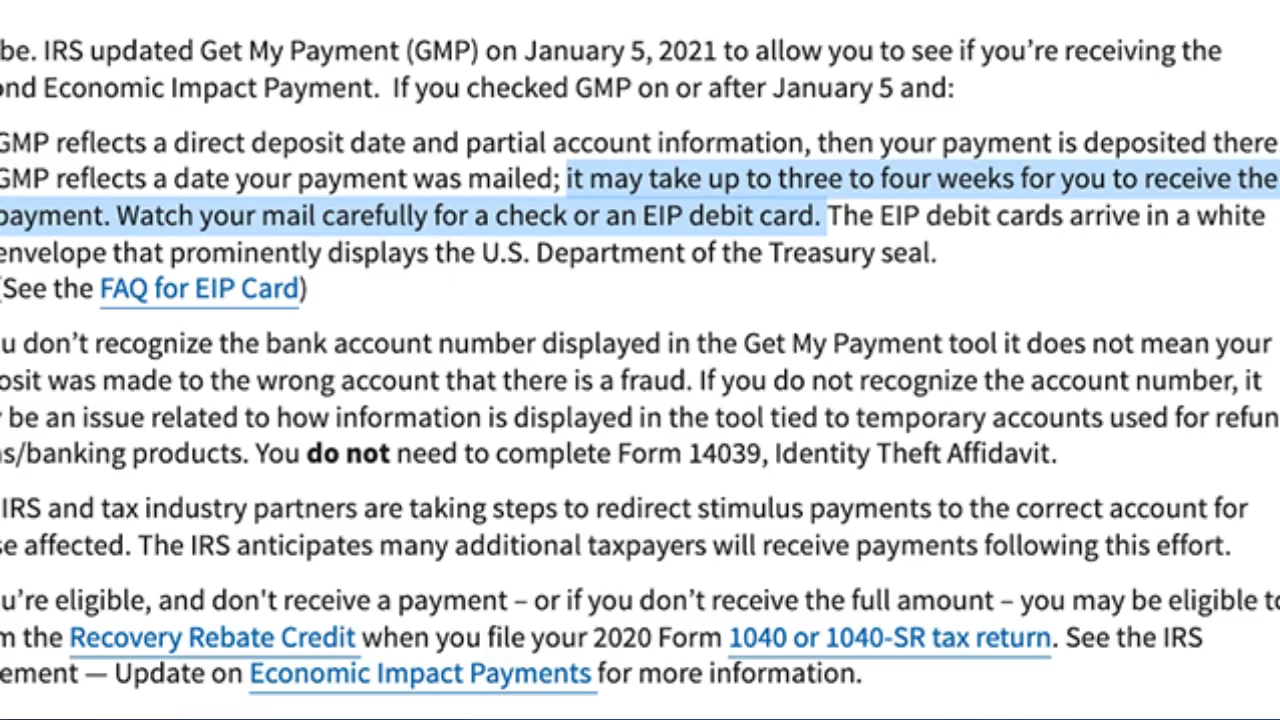 be. IRS updated Get My Payment (GMP) on January 5, 2021 to allow you to see if you're receiving the
ond Economic Impact Payment.  If you checked GMP on or after January 5 and:
GMP reflects a direct deposit date and partial account information, then your payment is deposited there
GMP reflects a date your payment was mailed; it may take up to three to four weeks for you to receive the
payment. Watch your mail carefully for a check or an EIP debit card. The EIP debit cards arrive in a white
envelope that prominently displays the U.S. Department of the Treasury seal.
(See the FAQ for EIP Card)
u don't recognize the bank account number displayed in the Get My Payment tool it does not mean your
osit was made to the wrong account that there is a fraud. If you do not recognize the account number, it
be an issue related to how information is displayed in the tool tied to temporary accounts used for refun
s/banking products. You do not need to complete Form 14039, Identity Theft Affidavit.
IRS and tax industry partners are taking steps to redirect stimulus payments to the correct account for
se affected. The IRS anticipates many additional taxpayers will receive payments following this effort.
u're eligible, and don't receive a payment – or if you don't receive the full amount – you may be eligible to
m the Recovery Rebate Credit when you file your 2020 Form 1040 or 1040-SR tax return. See the IRS
ement — Update on Economic Impact Payments for more information.